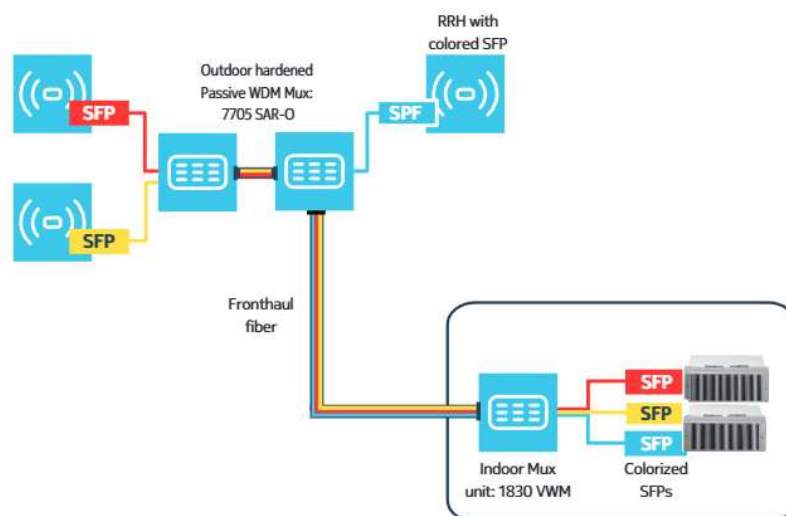 RRH with
colored SFP
Outdoor hardened
Passive WDM Mux:
7705 SAR-O
SFP
SPF
SFP
Fronthaul
fiber
SFP
SFP
SFP
Indoor Mux
unit: 1830 VWM
Colorized
SFPs